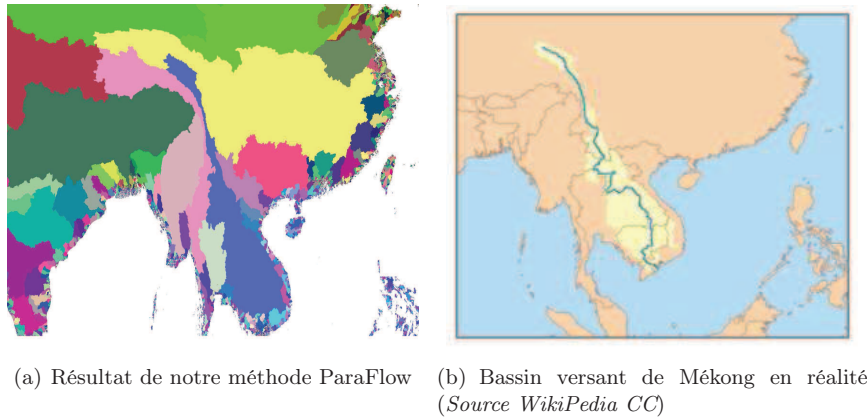 (a) Résultat de notre méthode ParaFlow
(b) Bassin versant de Mékong en réalité
(Source WikiPedia CC)